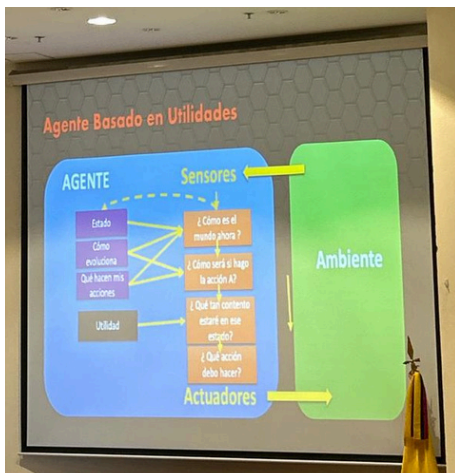 Agente Basado en Utilidades
AGENTE
Sensores
Estado
Cómo
evoluciona
Qué hacen mis
acciones
Utilidad
¿ Cómo es el
mundo ahora ?
¿ Cómo será si hago
la acción A?
¿ Qué tan contento
estaré en ese
estado?
¿ Qué acción
debo hacer?
Actuadores
Ambiente